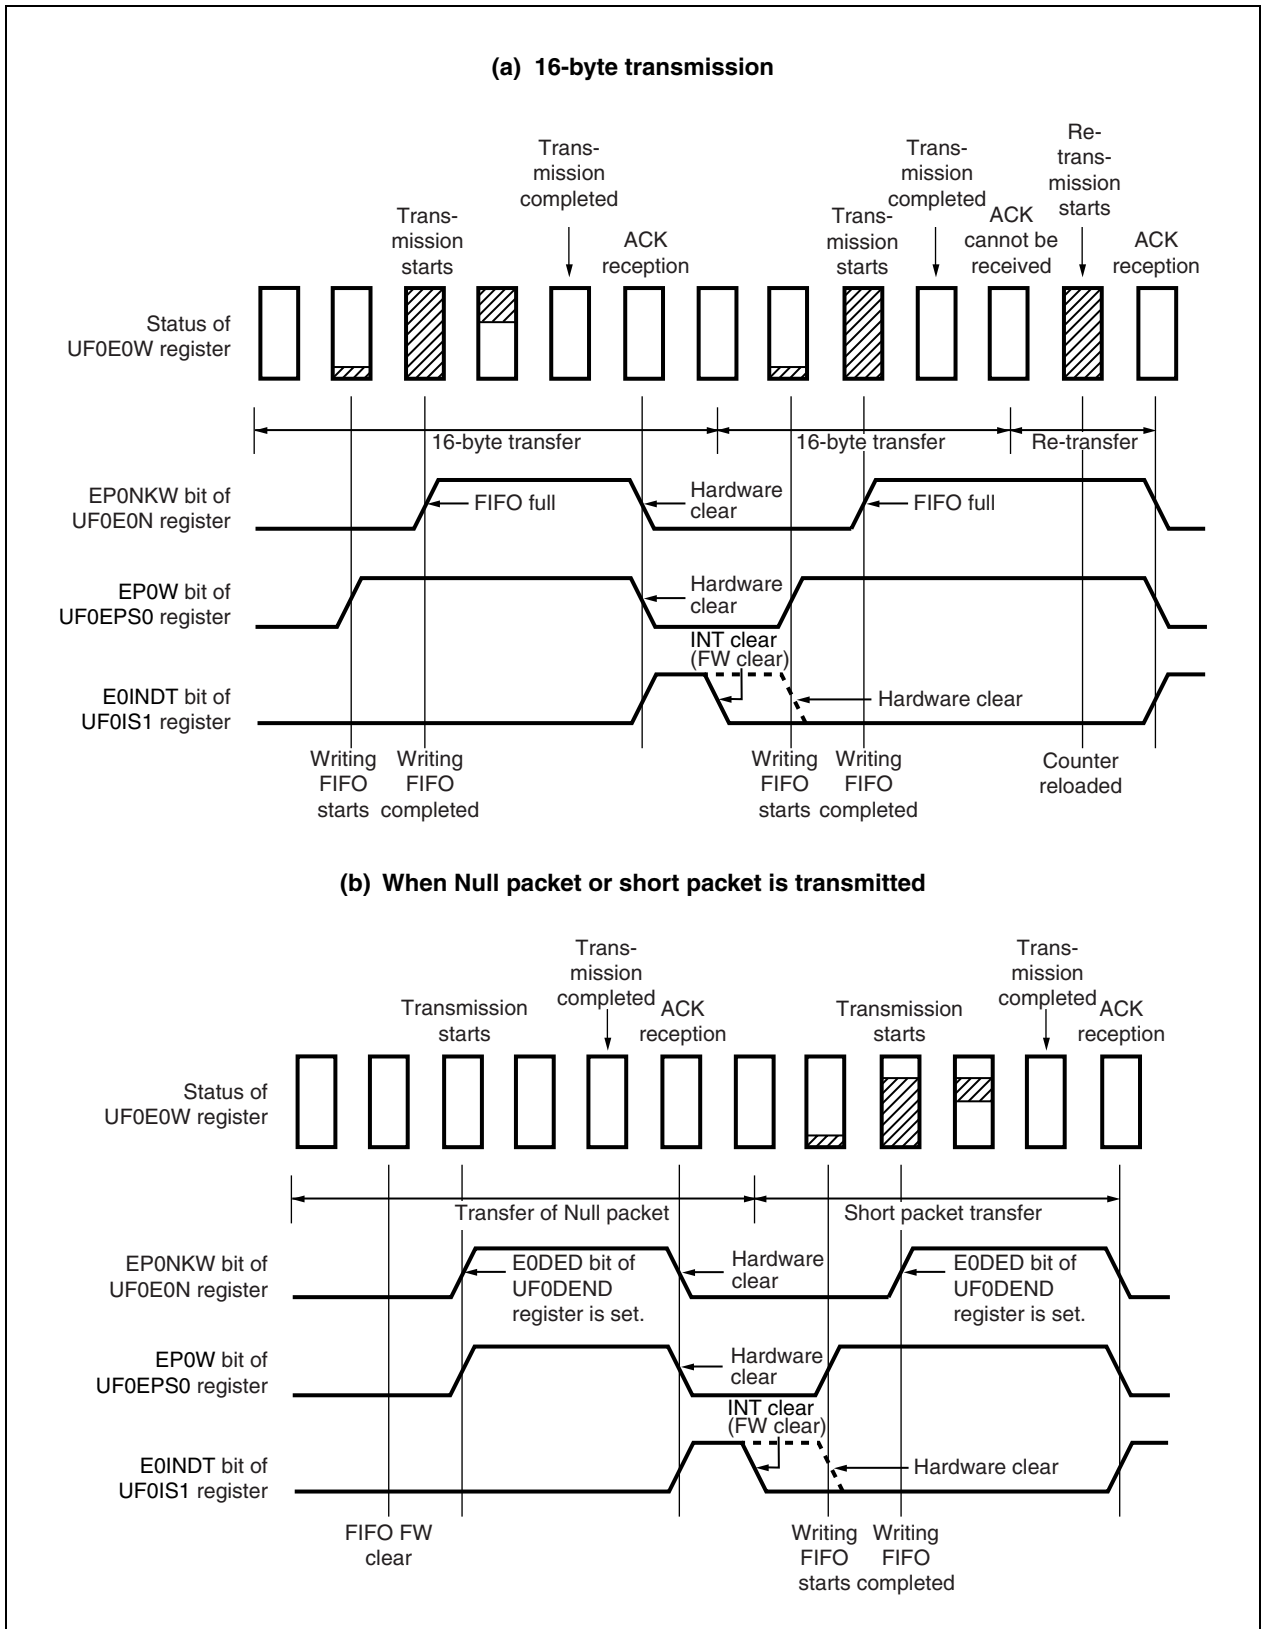 (a) 16-byte transmission
Re-
trans-
mission
starts
Trans-
mission
completed
Trans-
mission
completed
Trans-
mission
starts
ACK
reception
Trans-
mission
starts
ACK
cannot be
received
ACK
reception
Status of
UF0E0W register
16-byte transfer
16-byte transfer
Re-transfer
EP0NKW bit of
UF0E0N register
FIFO full
Hardware
clear
FIFO full
EP0W bit of
UF0EPS0 register
Hardware
clear
INT clear
(FW clear)
E0INDT bit of
UF0IS1 register
Hardware clear
Writing
FIFO
starts
Writing
FIFO
completed
Writing
FIFO
starts
Writing
FIFO
completed
Counter
reloaded
(b) When Null packet or short packet is transmitted
Trans-
mission
completed
Trans-
mission
completed
Transmission
starts
ACK
reception
Transmission
starts
ACK
reception
Status of
UF0E0W register
Transfer of Null packet
Short packet transfer
EP0NKW bit of
UF0E0N register
E0DED bit of
UF0DEND
register is set.
Hardware
clear
E0DED bit of
UF0DEND
register is set.
EP0W bit of
UF0EPS0 register
Hardware
clear
INT clear
(FW clear)
E0INDT bit of
UF0IS1 register
Hardware clear
FIFO FW
clear
Writing
FIFO
starts
Writing
FIFO
completed